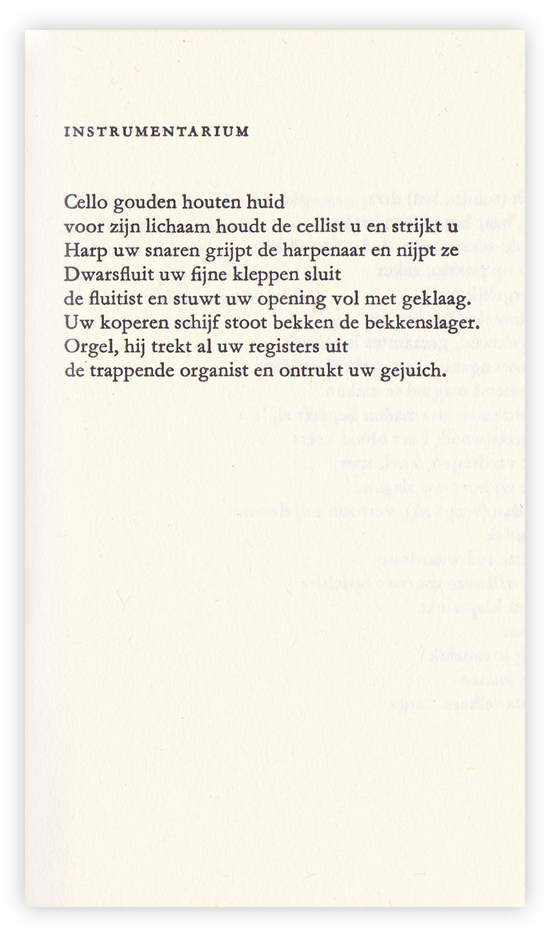 INSTRUMENTARIUM
Cello gouden houten huid
voor zijn lichaam houdt de cellist u en strijkt u
Harp uw snaren grijpt de harpenaar en nijpt ze
Dwarsfluit uw fijne kleppen sluit
de fluitist en stuwt uw opening vol met geklaag.
Uw koperen schijf stoot bekken de bekkenslager.
Orgel, hij trekt al uw registers uit
de trappende organist en ontrukt uw gejuich.